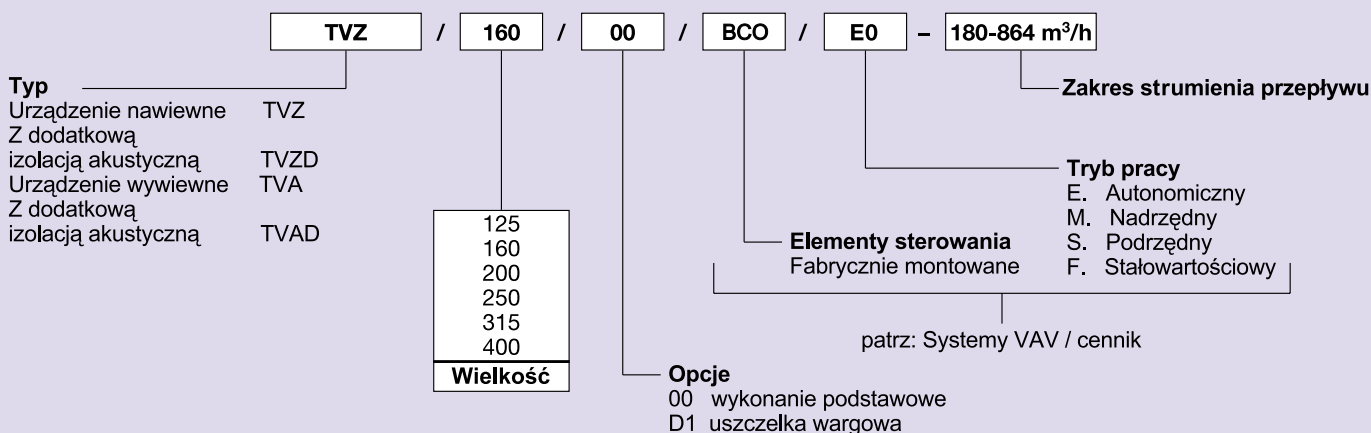 TVZ / 160 / 00 / BCO / E0 – 180-864 m³/h
Typ
Urządzenie nawiewne TVZ
Z dodatkową
izolacją akustyczną TVZD
Urządzenie wywiewne TVA
Z dodatkową
izolacją akustyczną TVAD
125
160
200
250
315
400
Wielkość
Opcje
00 wykonanie podstawowe
D1 uszczelka wargowa
Elementy sterowania
Fabrycznie montowane
Tryb pracy
E. Autonomiczny
M. Nadrzędny
S. Podrzędny
F. Stałowartościowy
patrz: Systemy VAV / cennik
Zakres strumienia przepływu